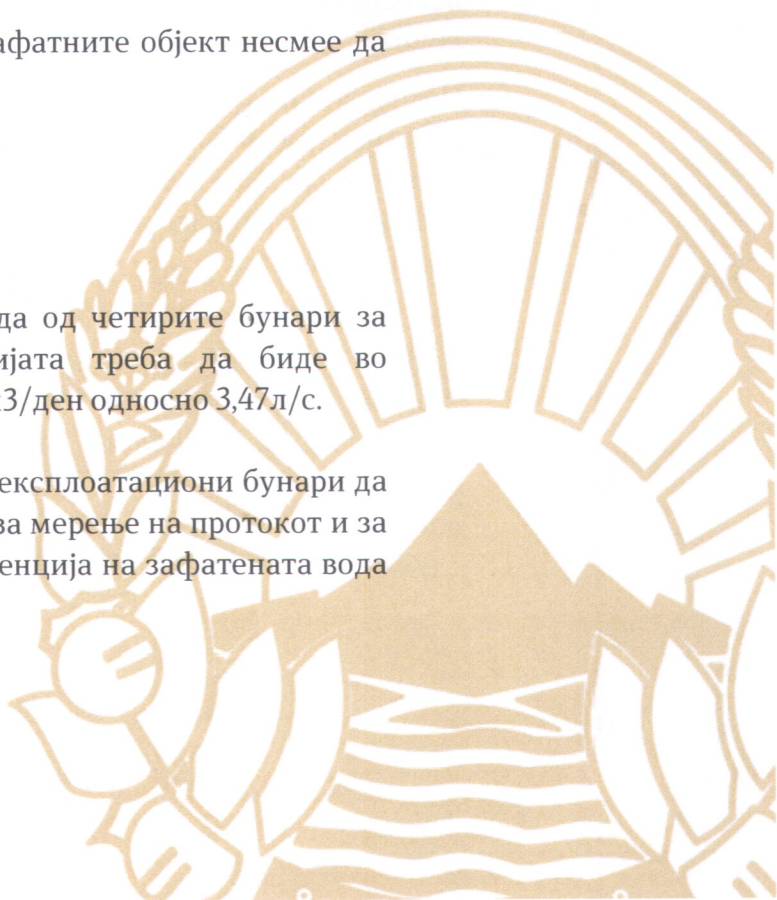 афатните објект несмее да
да од четирите бунари за
ијата треба да биде во
3/ден односно 3,47л/с.
експлоатациони бунари да
за мерење на протокот и за
енција на зафатената вода